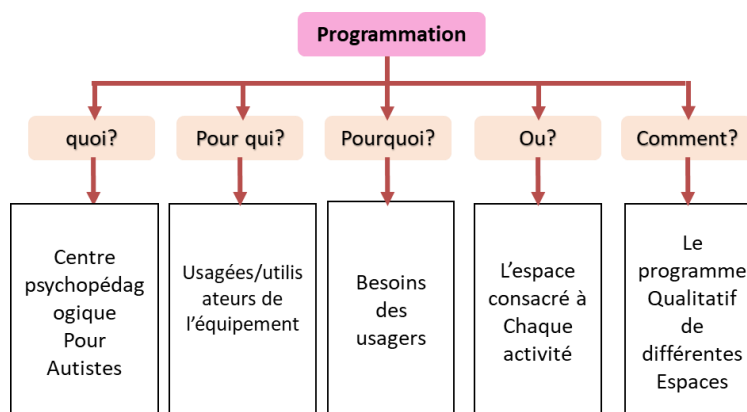 Programmation
quoi?
Pour qui?
Pourquoi?
Ou?
Comment?
Centre
psychopédag
ogique
Pour
Autistes
Usagées/utilis
ateurs de
l'équipement
Besoins
des
usagers
L'espace
consacré à
Chaque
activité
Le
programme
Qualitatif
de
différentes
Espaces